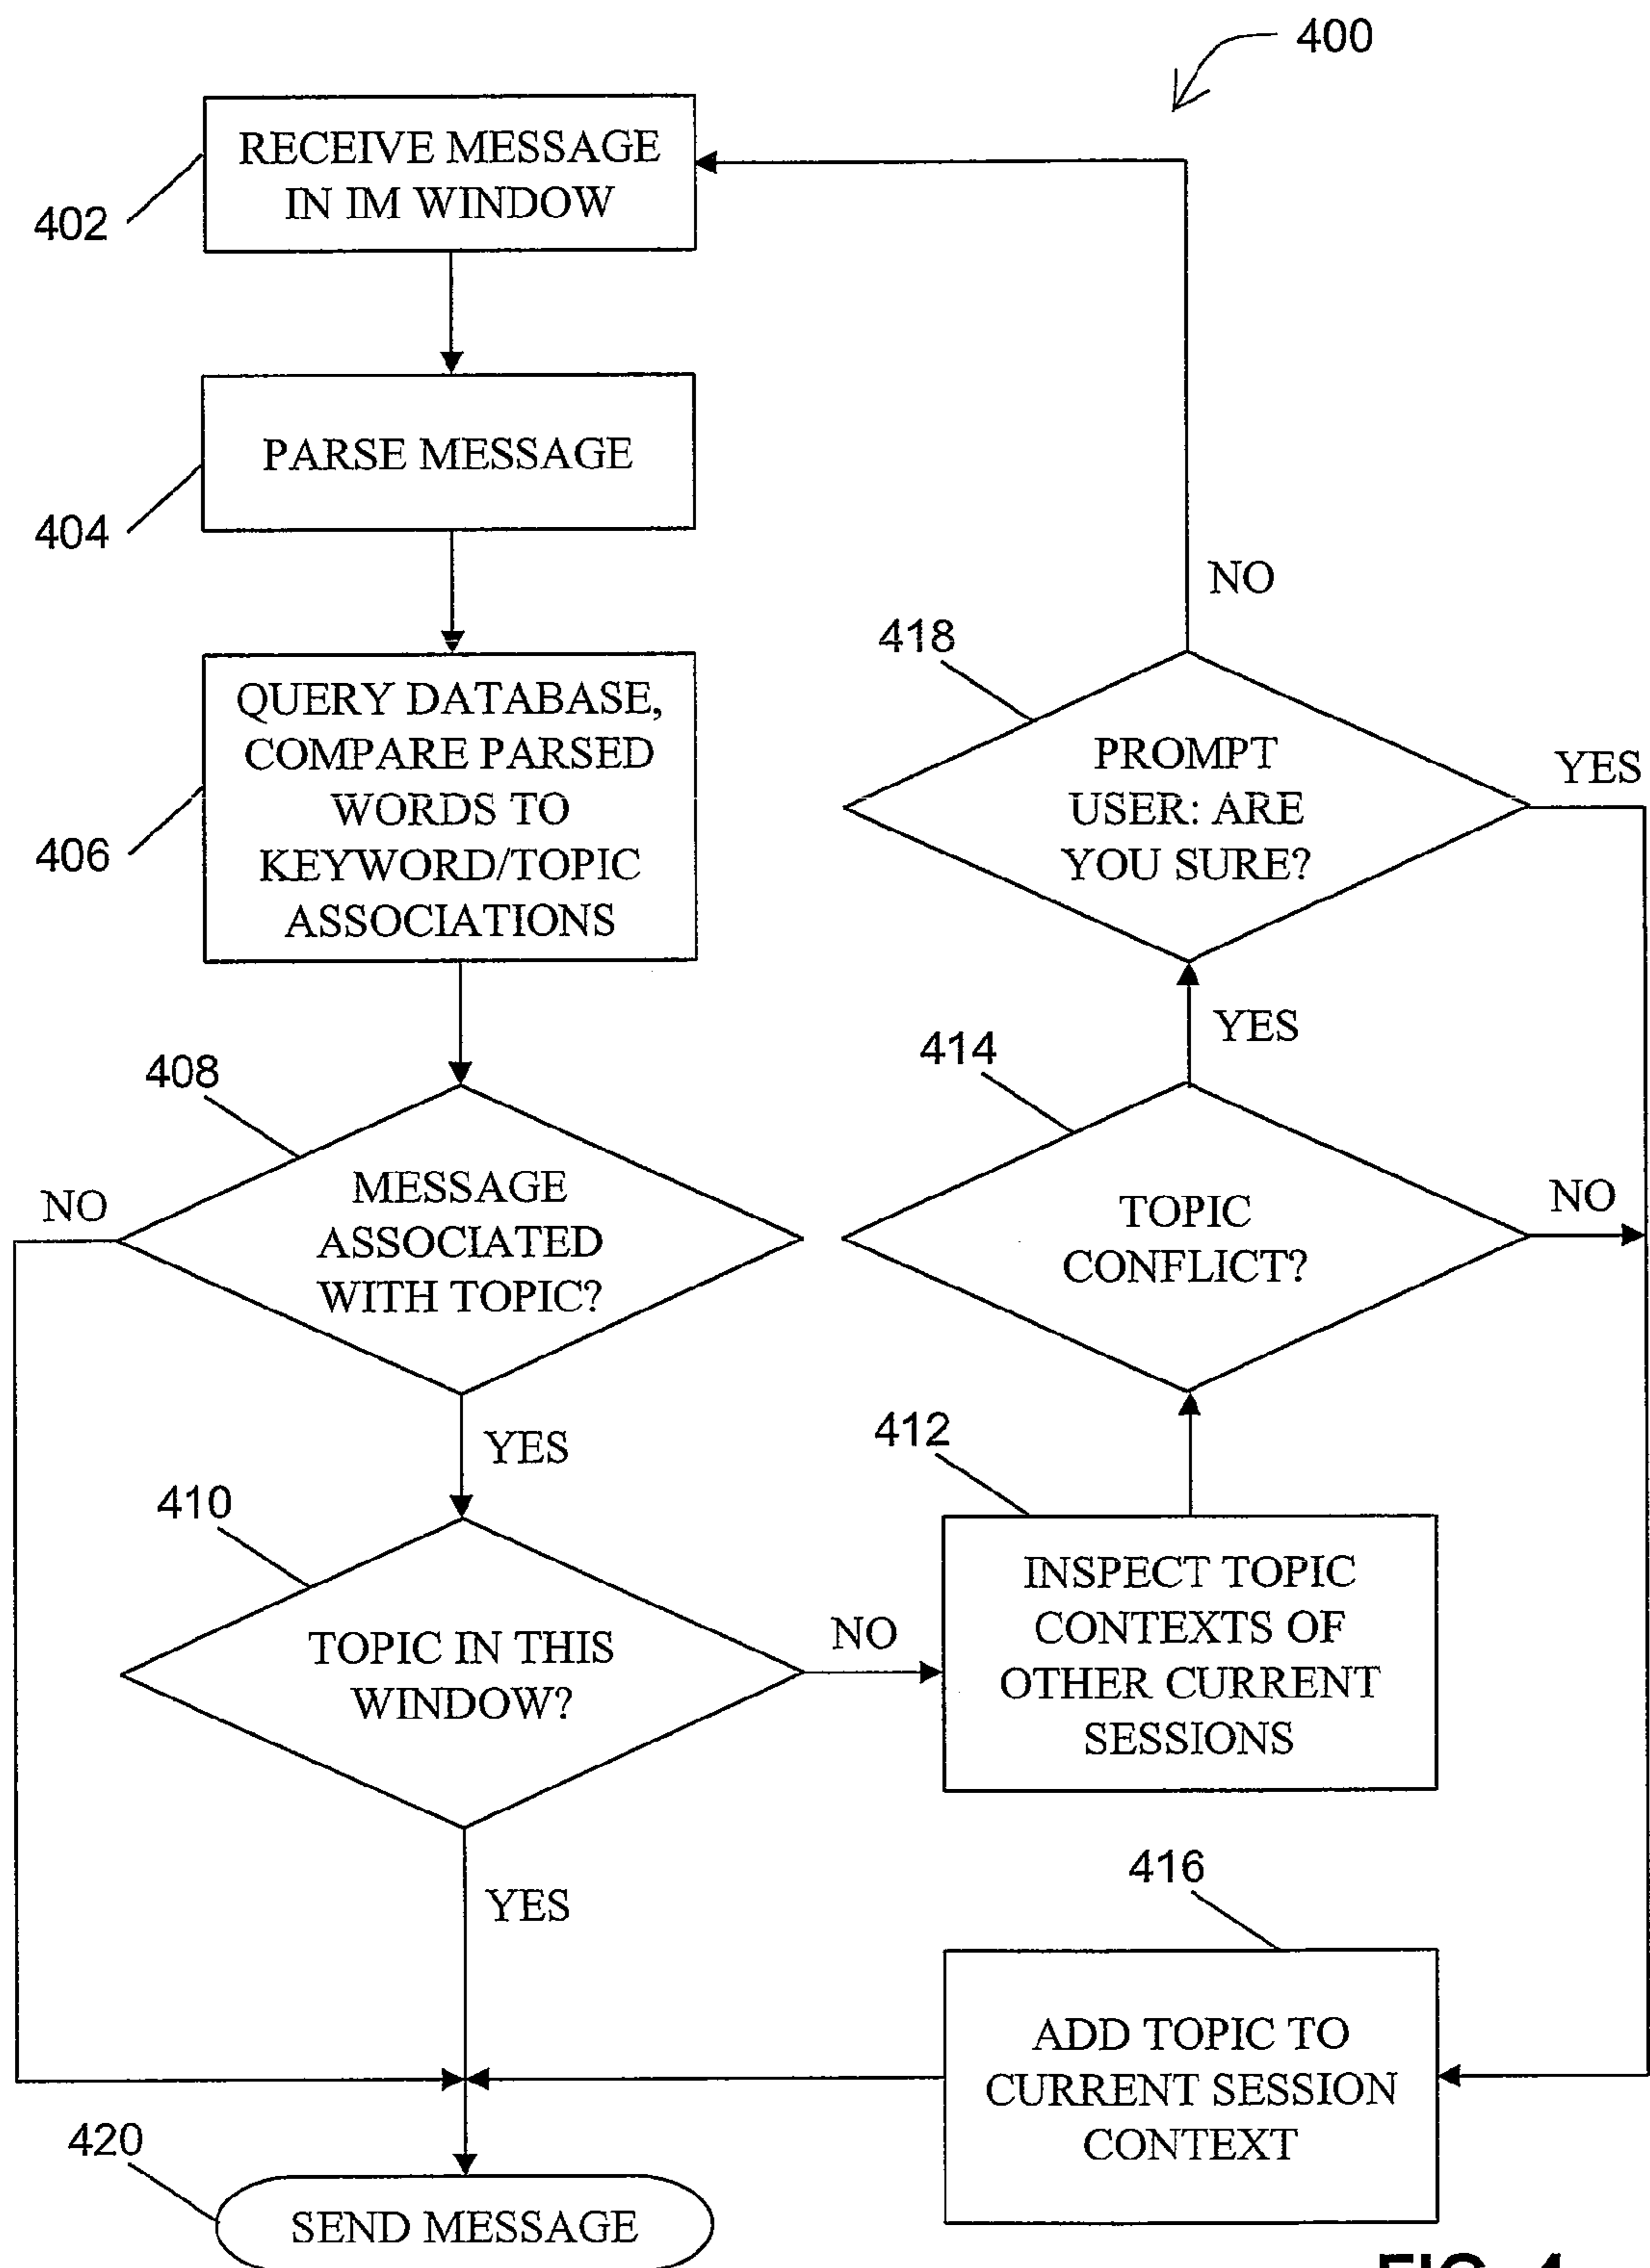 400
RECEIVE MESSAGE
IN IM WINDOW
402
PARSE MESSAGE
404
QUERY DATABASE,
COMPARE PARSED
WORDS TO
KEYWORD/TOPIC
ASSOCIATIONS
406
408
MESSAGE
ASSOCIATED
WITH TOPIC?
NO
YES
410
TOPIC IN THIS
WINDOW?
NO
YES
412
INSPECT TOPIC
CONTEXTS OF
OTHER CURRENT
SESSIONS
414
TOPIC
CONFLICT?
NO
YES
418
PROMPT
USER: ARE
YOU SURE?
NO
YES
416
ADD TOPIC TO
CURRENT SESSION
CONTEXT
420
SEND MESSAGE
FIG. 4